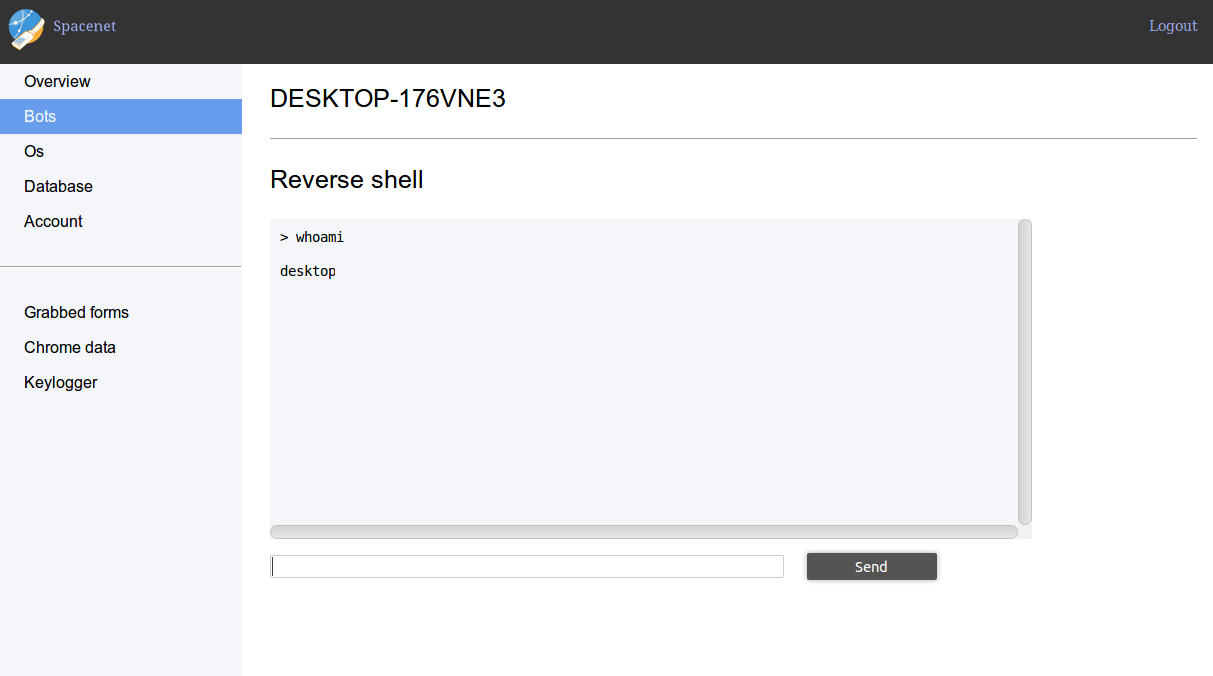 Spacenet
Logout
Overview
Bots
Os
Database
Account
Grabbed forms
Chrome data
Keylogger
DESKTOP-176VNE3
Reverse shell
> whoami
desktop
Send